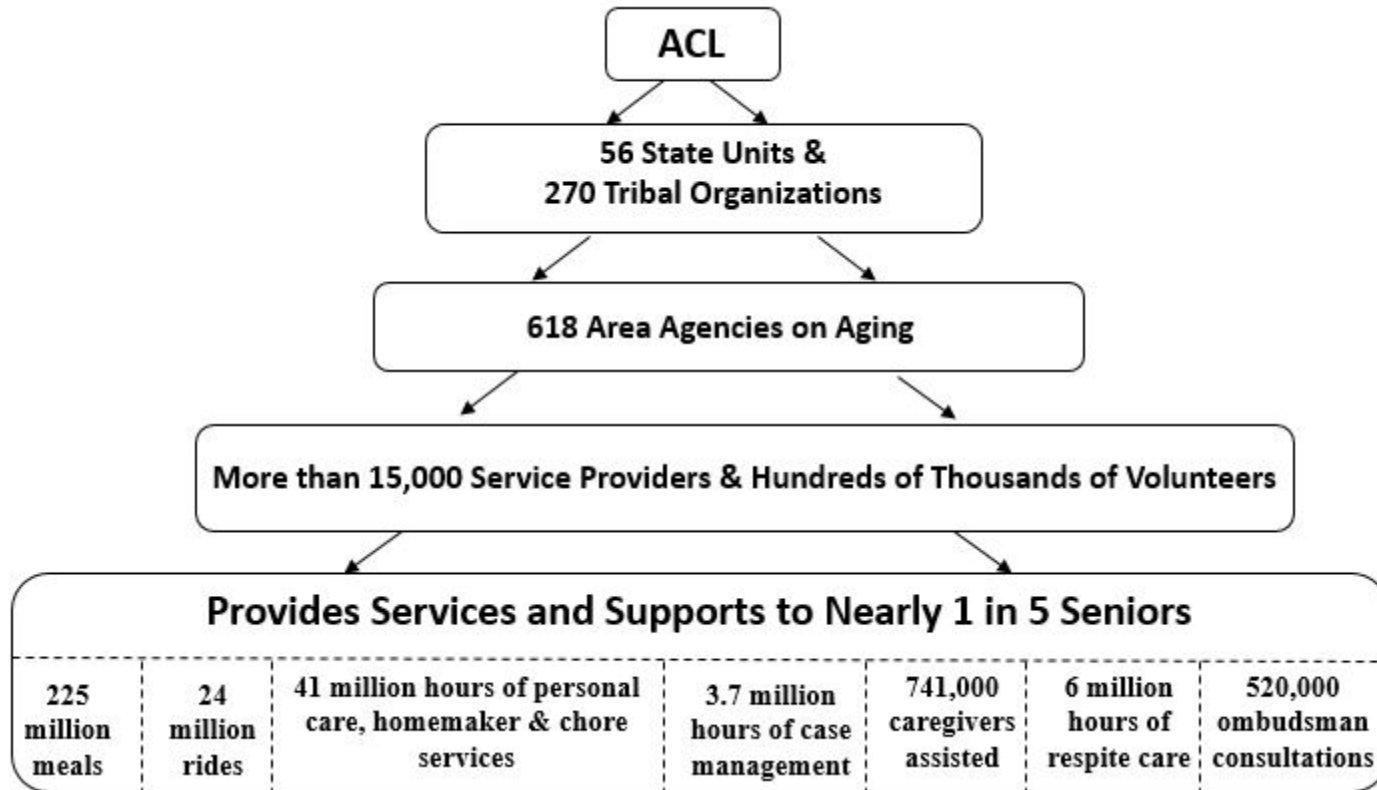 ACL
56 State Units &
270 Tribal Organizations
618 Area Agencies on Aging
More than 15,000 Service Providers & Hundreds of Thousands of Volunteers
Provides Services and Supports to Nearly 1 in 5 Seniors
225
million
meals
24
million
rides
41 million hours of personal
care, homemaker & chore
services
3.7 million
hours of case
management
741,000
caregivers
assisted
6 million
hours of
respite care
520,000
ombudsman
consultations